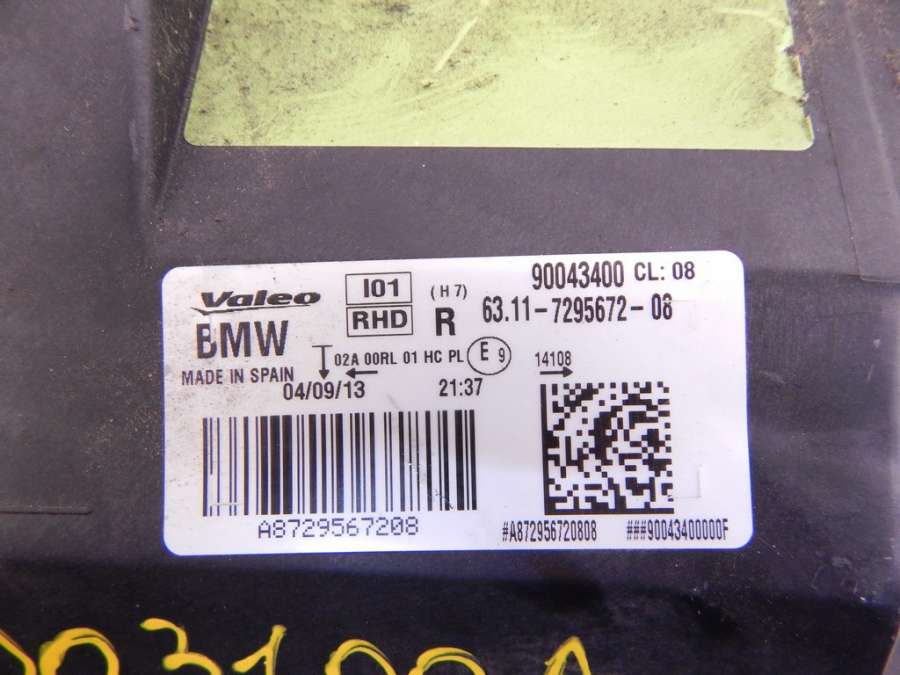 Valeo I01 (H7) 90043400 CL: 08
BMW RHD R 63.11-7295672-08
02A 00RL 01 HC PL E 9 14108
MADE IN SPAIN 04/09/13 21:37
A8729567208
#A872956720808 ###90043400000F